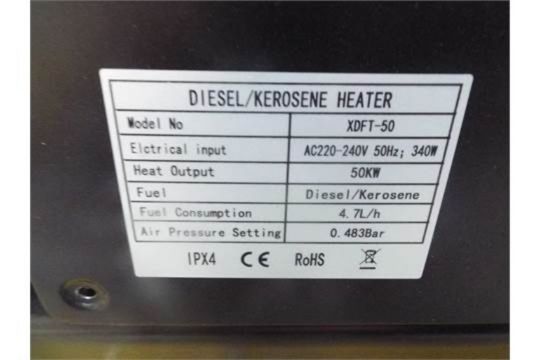 DIESEL/KEROSENE HEATER
Model No XDFT-50
Elctrical input AC220-240V 50Hz; 340W
Heat Output 50KW
Fuel Diesel/Kerosene
Fuel Consumption 4.7L/h
Air Pressure Setting 0.483Bar
IPX4 CE RoHS